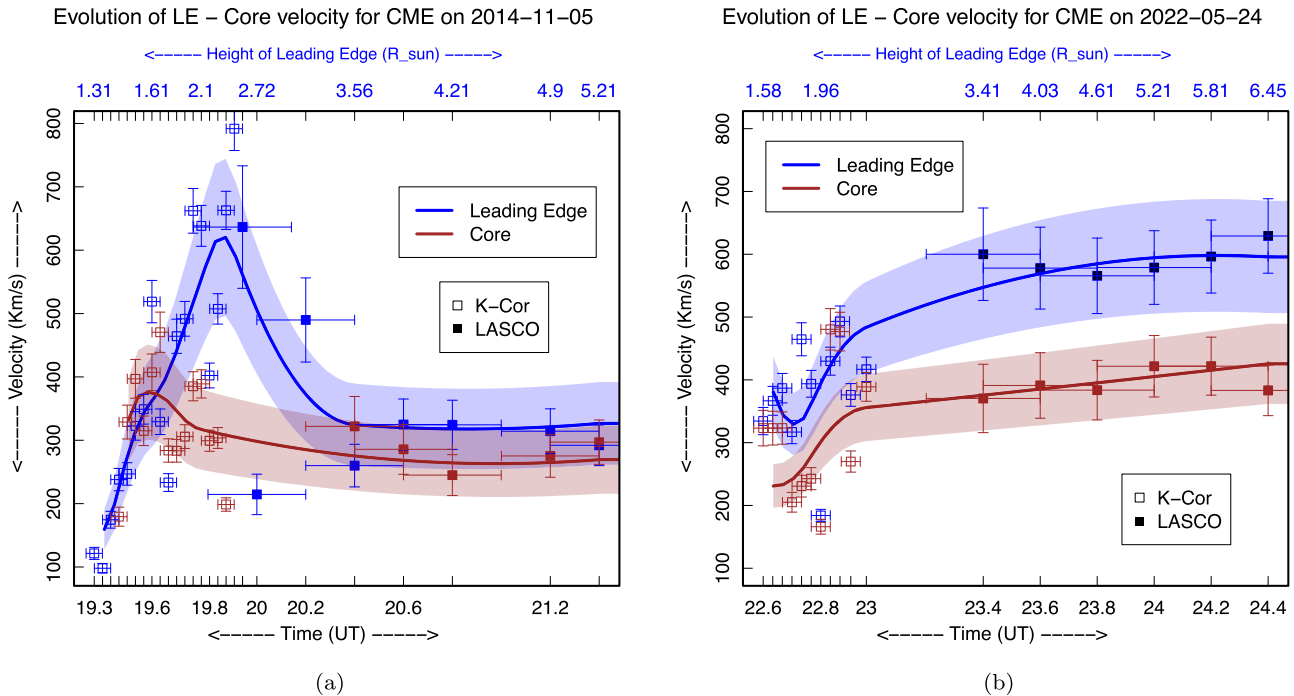 Evolution of LE − Core velocity for CME on 2014−11−05
<−−−−− Height of Leading Edge (R_sun) −−−−−>
1.31 1.61 2.1 2.72 3.56 4.21 4.9 5.21
<−−−−− Velocity (Km/s) −−−−−>
800
700
600
500
400
300
200
100
Leading Edge
Core
K−Cor
LASCO
19.3 19.6 19.8 20 20.2 20.6 21.2
<−−−−− Time (UT) −−−−−>
(a)
Evolution of LE − Core velocity for CME on 2022−05−24
<−−−−− Height of Leading Edge (R_sun) −−−−−>
1.58 1.96 3.41 4.03 4.61 5.21 5.81 6.45
<−−−−− Velocity (Km/s) −−−−−>
800
700
600
500
400
300
200
100
Leading Edge
Core
K−Cor
LASCO
22.6 22.8 23 23.4 23.6 23.8 24 24.2 24.4
<−−−−− Time (UT) −−−−−>
(b)